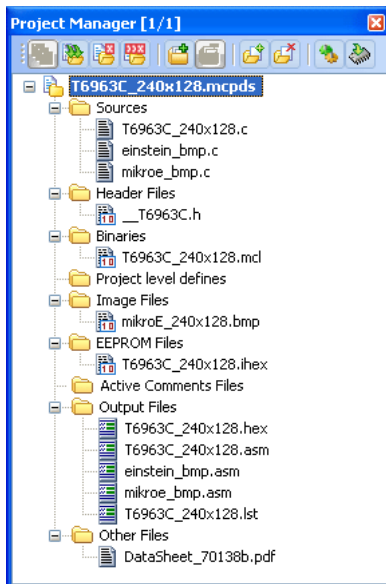 Project Manager [1/1]
T6963C_240x128.mcpds
Sources
T6963C_240x128.c
einstein_bmp.c
mikroe_bmp.c
Header Files
__T6963C.h
Binaries
T6963C_240x128.mcl
Project level defines
Image Files
mikroE_240x128.bmp
EEPROM Files
T6963C_240x128.ihex
Active Comments Files
Output Files
T6963C_240x128.hex
T6963C_240x128.asm
einstein_bmp.asm
mikroe_bmp.asm
T6963C_240x128.lst
Other Files
DataSheet_70138b.pdf